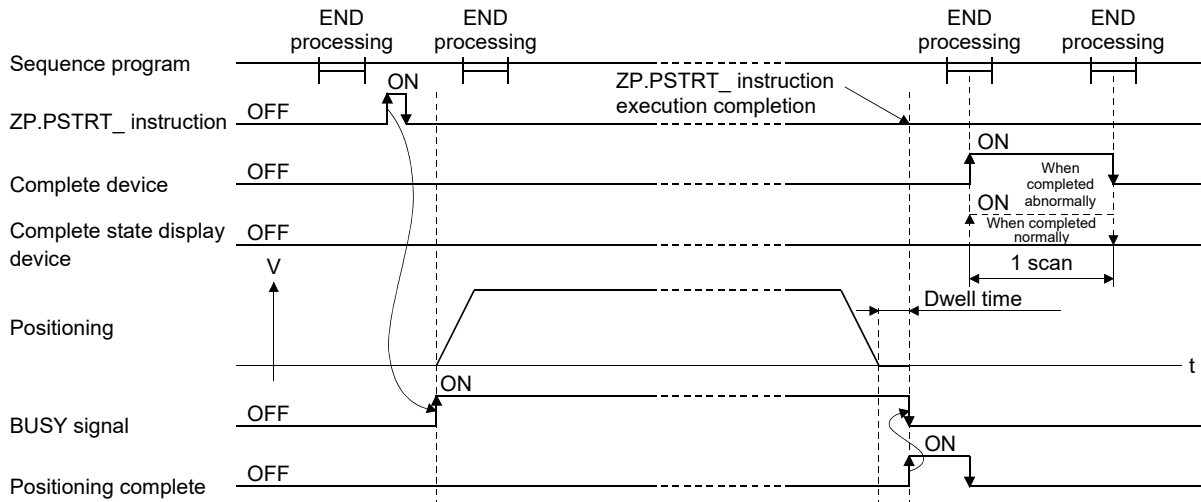 END
processing
END
processing
END
processing
END
processing
Sequence program
ON
ZP.PSTRT_ instruction
execution completion
ZP.PSTRT_ instruction
OFF
ON
Complete device
OFF
When
completed
abnormally
ON
Complete state display
device
OFF
When completed
normally
V
1 scan
Dwell time
Positioning
t
ON
BUSY signal
OFF
ON
Positioning complete
OFF